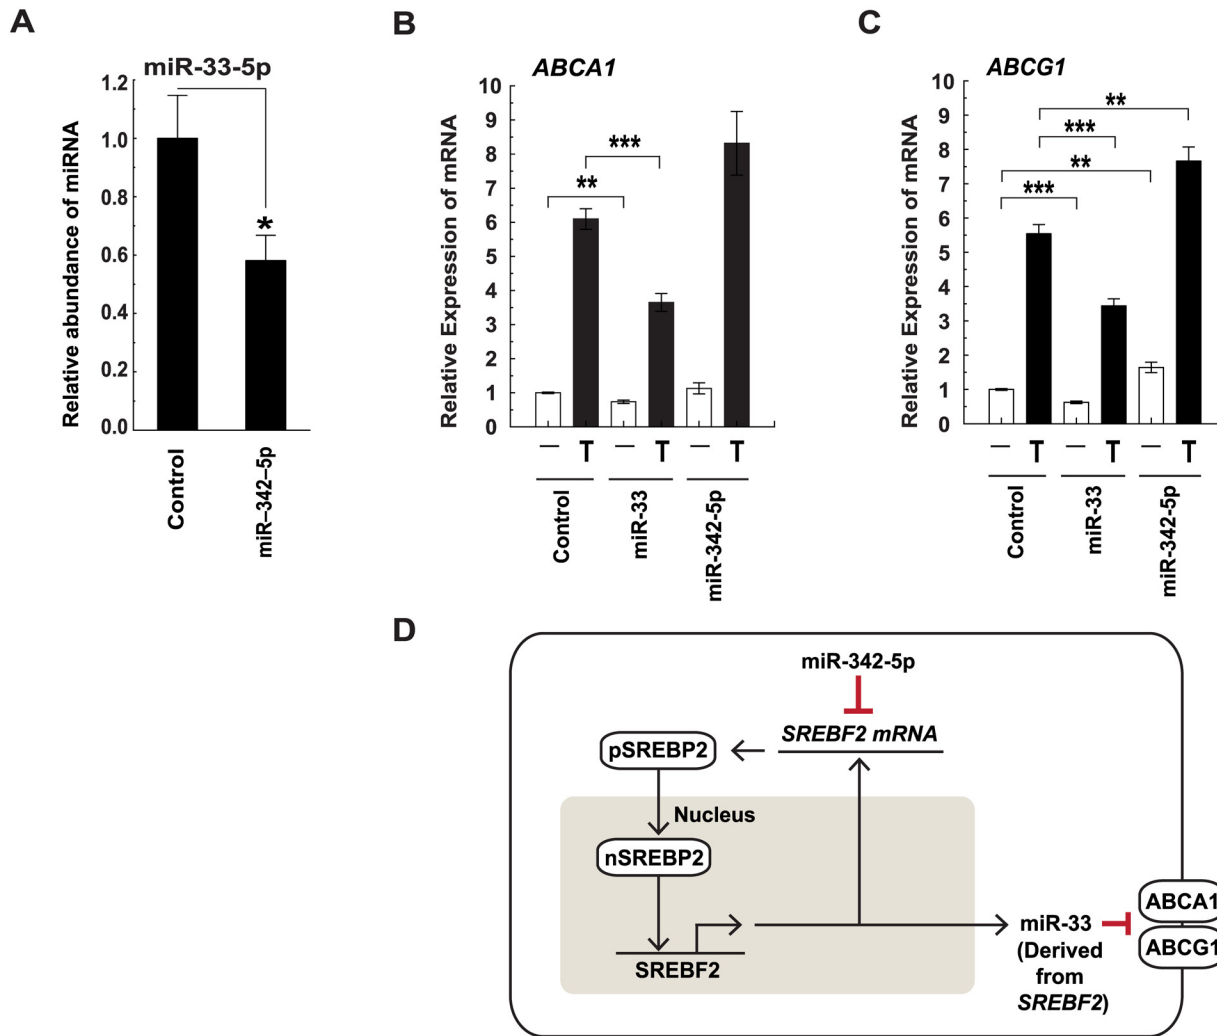 A
miR-33-5p
Relative abundance of miRNA
1.2
1.0
0.8
0.6
0.4
0.2
0.0
*
Control
miR–342–5p
B
ABCA1
Relative Expression of mRNA
10
9
8
7
6
5
4
3
2
1
0
**
***
— T — T — T
Control
miR-33
miR-342-5p
C
ABCG1
Relative Expression of mRNA
10
9
8
7
6
5
4
3
2
1
0
**
***
**
***
— T — T — T
Control
miR-33
miR-342-5p
D
miR-342-5p
SREBF2 mRNA
pSREBP2
Nucleus
nSREBP2
SREBF2
miR-33
(Derived
from
SREBF2)
ABCA1
ABCG1